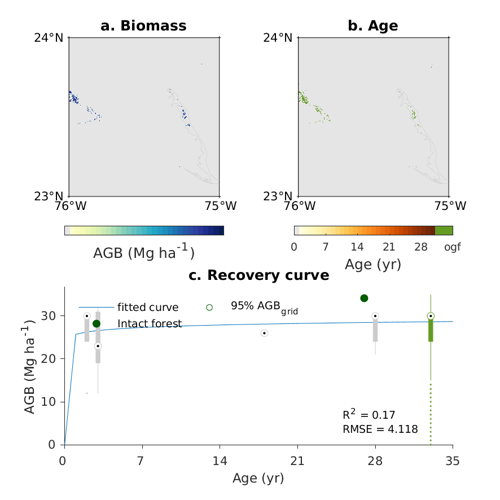 a. Biomass
b. Age
24°N
24°N
23°N
23°N
76°W
75°W
76°W
75°W
AGB (Mg ha-1)
0
7
14
21
28
ogf
Age (yr)
c. Recovery curve
fitted curve
95% AGBgrid
Intact forest
AGB (Mg ha-1)
30
20
10
0
R2 = 0.17
RMSE = 4.118
0
7
14
21
28
35
Age (yr)